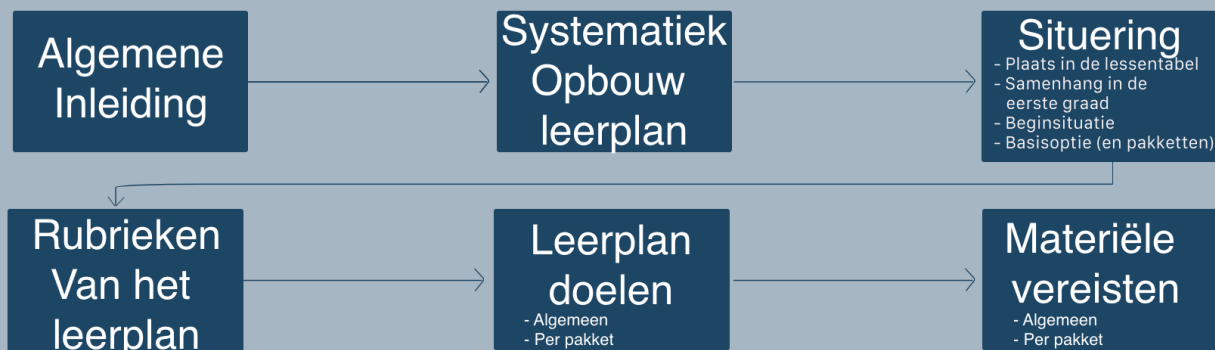 Algemene
Inleiding
Systematiek
Opbouw
leerplan
Situering
- Plaats in de lessentabel
- Samenhang in de
eerste graad
- Beginsituatie
- Basisoptie (en pakketten)
Rubrieken
Van het
leerplan
Leerplan
doelen
- Algemeen
- Per pakket
Materiële
vereisten
- Algemeen
- Per pakket